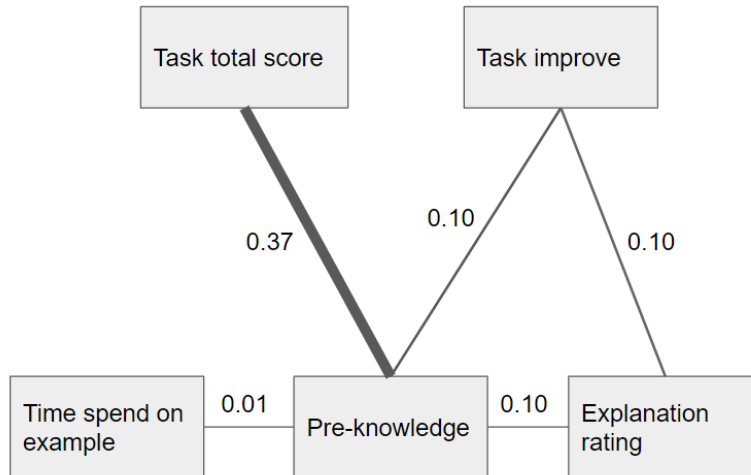 Task total score
Task improve
0.37
0.10
0.10
Time spend on
example
0.01
Pre-knowledge
0.10
Explanation
rating